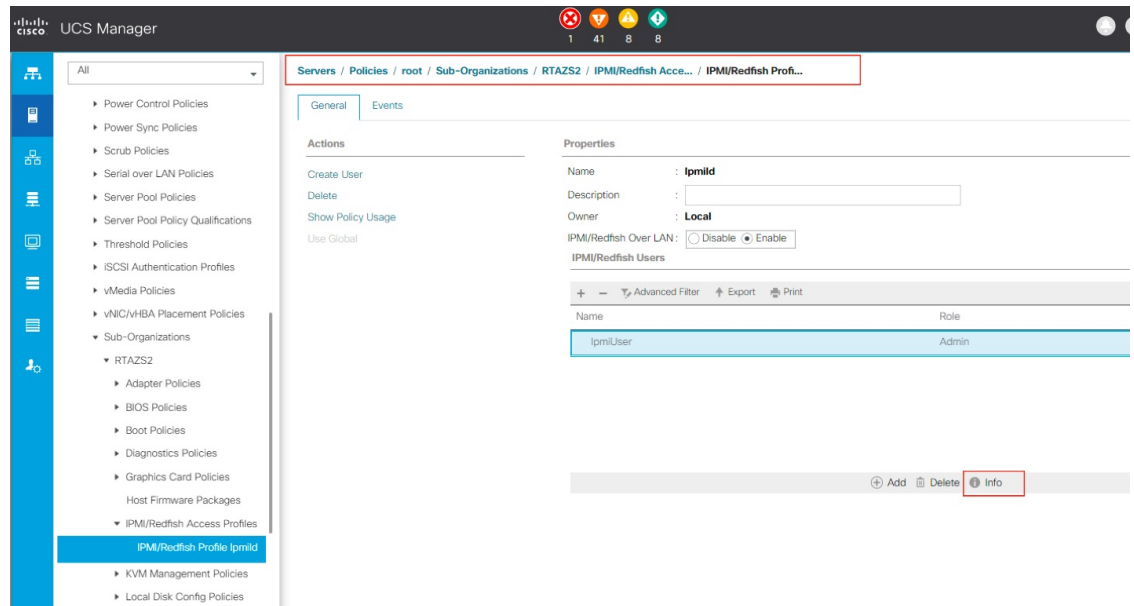 CISCO UCS Manager
1 41 8 8
All
Power Control Policies
Power Sync Policies
Scrub Policies
Serial over LAN Policies
Server Pool Policies
Server Pool Policy Qualifications
Threshold Policies
iSCSI Authentication Profiles
vMedia Policies
vNIC/vHBA Placement Policies
Sub-Organizations
RTAZS2
Adapter Policies
BIOS Policies
Boot Policies
Diagnostics Policies
Graphics Card Policies
Host Firmware Packages
IPMI/Redfish Access Profiles
IPMI/Redfish Profile IpmiId
KVM Management Policies
Local Disk Config Policies
Servers / Policies / root / Sub-Organizations / RTAZS2 / IPMI/Redfish Acce... / IPMI/Redfish Profi...
General Events
Actions
Create User
Delete
Show Policy Usage
Use Global
Properties
Name : IpmiId
Description :
Owner : Local
IPMI/Redfish Over LAN : Disable Enable
IPMI/Redfish Users
+ − Advanced Filter Export Print
Name Role
IpmiUser Admin
Add Delete Info